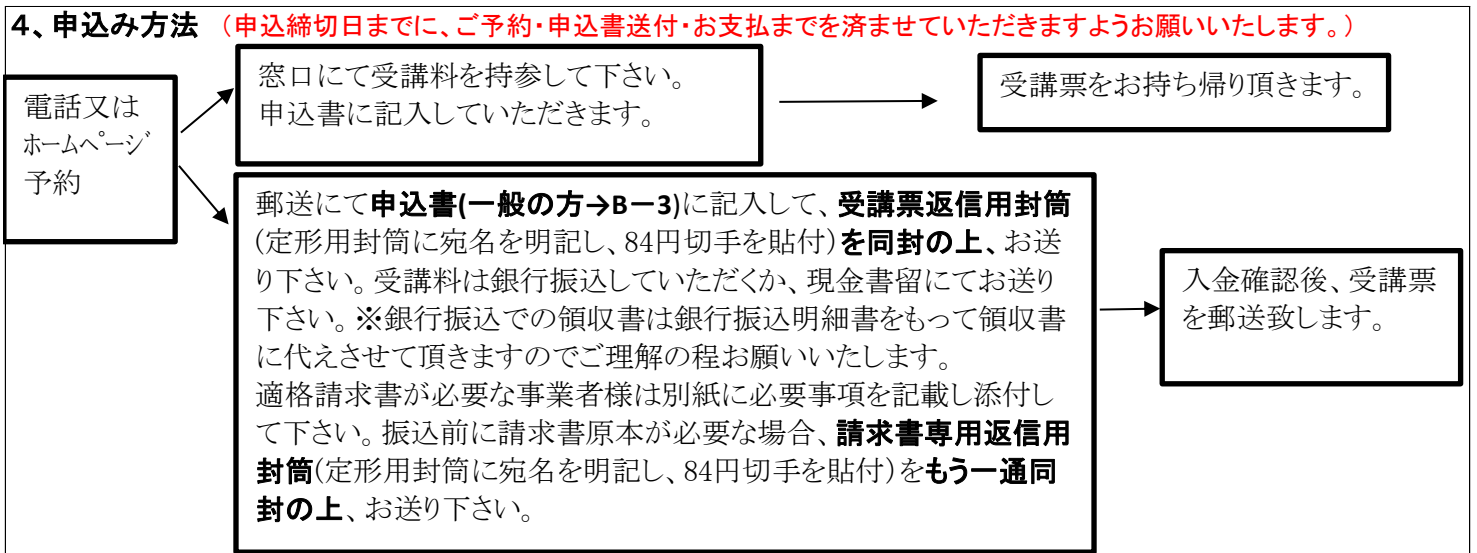 4、申込み方法 （申込締切日までに、ご予約・申込書送付・お支払までを済ませていただきますようお願いいたします。）
電話又は
ﾎｰﾑﾍﾟｰｼﾞ
予約
窓口にて受講料を持参して下さい。
申込書に記入していただきます。
受講票をお持ち帰り頂きます。
郵送にて申込書(一般の方→B－3)に記入して、受講票返信用封筒
(定形用封筒に宛名を明記し、84円切手を貼付)を同封の上、お送
り下さい。受講料は銀行振込していただくか、現金書留にてお送り
下さい。※銀行振込での領収書は銀行振込明細書をもって領収書
に代えさせて頂きますのでご理解の程お願いいたします。
適格請求書が必要な事業者様は別紙に必要事項を記載し添付し
て下さい。振込前に請求書原本が必要な場合、請求書専用返信用
封筒(定形用封筒に宛名を明記し、84円切手を貼付)をもう一通同
封の上、お送り下さい。
入金確認後、受講票
を郵送致します。